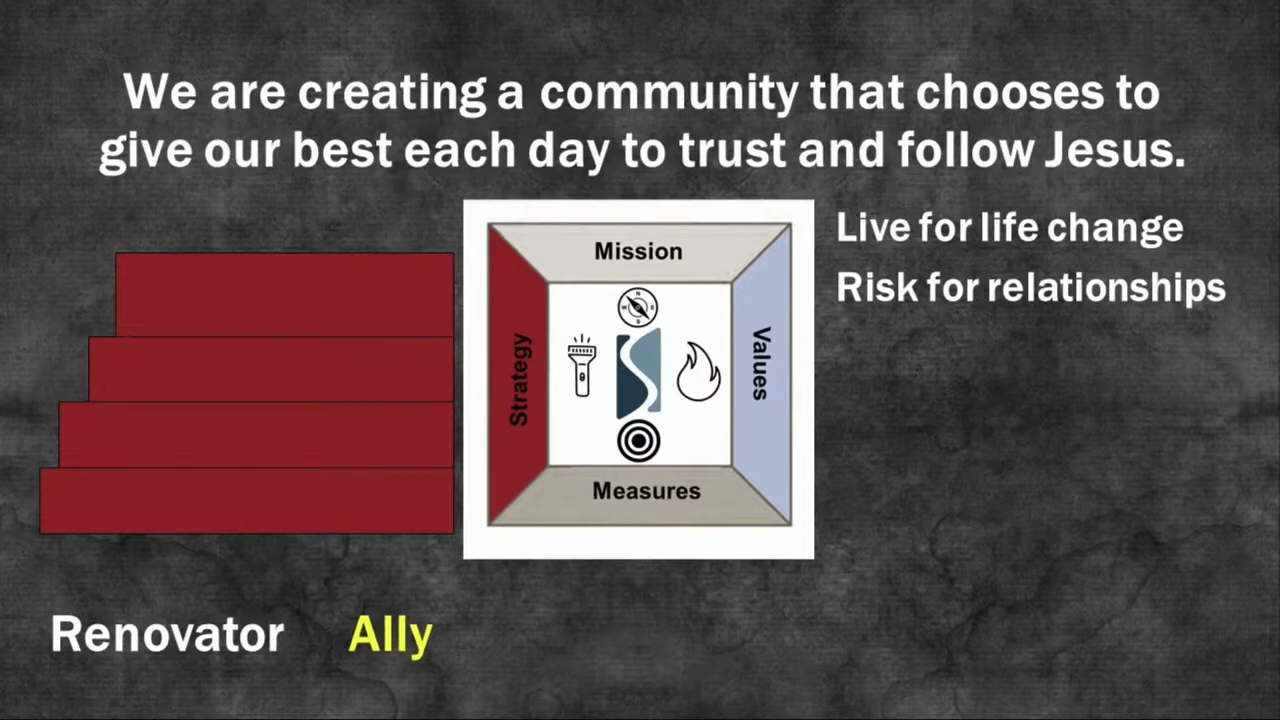 We are creating a community that chooses to
give our best each day to trust and follow Jesus.
Live for life change
Risk for relationships
Mission
Strategy
Values
Measures
N
W E
S
Renovator Ally